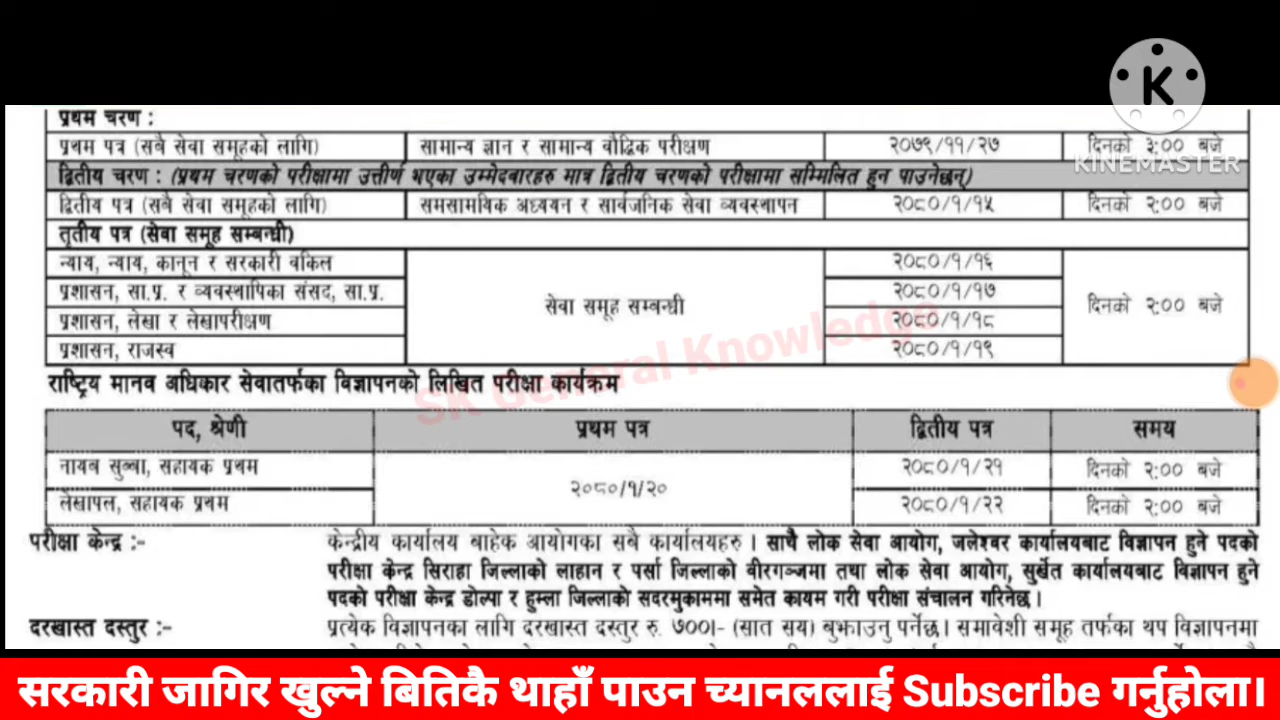 प्रथम चरण :
प्रथम पत्र (सबै सेवा समूहको लागि) सामान्य ज्ञान र सामान्य बौद्धिक परीक्षण २०७९/११/२७ दिनको ३:०० बजे
KINEMASTER
द्वितीय चरण : (प्रथम चरणको परीक्षामा उत्तीर्ण भएका उम्मेदवारहरु मात्र द्वितीय चरणको परीक्षामा सम्मिलित हुन पाउनेछन्)
द्वितीय पत्र (सबै सेवा समूहको लागि) समसामयिक अध्ययन र सार्वजनिक सेवा व्यवस्थापन २०८०/१/१५ दिनको २:०० बजे
तृतीय पत्र (सेवा समूह सम्बन्धी)
न्याय, न्याय, कानून र सरकारी वकिल २०८०/१/१६
प्रशासन, सा.प्र. र व्यवस्थापिका संसद, सा.प्र. २०८०/१/१७
सेवा समूह सम्बन्धी दिनको २:०० बजे
प्रशासन, लेखा र लेखापरीक्षण २०८०/१/१८
प्रशासन, राजस्व २०८०/१/१९
SK General Knowledge
राष्ट्रिय मानव अधिकार सेवातर्फका विज्ञापनको लिखित परीक्षा कार्यक्रम
पद, श्रेणी प्रथम पत्र द्वितीय पत्र समय
नायब सुब्बा, सहायक प्रथम २०८०/१/२१ दिनको २:०० बजे
२०८०/१/२०
लेखापल, सहायक प्रथम २०८०/१/२२ दिनको २:०० बजे
परीक्षा केन्द्र :- केन्द्रीय कार्यालय बाहेक आयोगका सबै कार्यालयहरु । साथै लोक सेवा आयोग, जलेश्वर कार्यालयबाट विज्ञापन हुने पदको
परीक्षा केन्द्र सिराहा जिल्लाको लाहान र पर्सा जिल्लाको वीरगञ्जमा तथा लोक सेवा आयोग, सुर्खेत कार्यालयबाट विज्ञापन हुने
पदको परीक्षा केन्द्र डोल्पा र हुम्ला जिल्लाको सदरमुकाममा समेत कायम गरी परीक्षा संचालन गरिनेछ ।
दरखास्त दस्तुर :- प्रत्येक विज्ञापनका लागि दरखास्त दस्तुर रु. ७००।- (सात सय) बुझाउनु पर्नेछ । समावेशी समूह तर्फका थप विज्ञापनमा
सरकारी जागिर खुल्ने बितिकै थाहाँ पाउन च्यानललाई Subscribe गर्नुहोला।